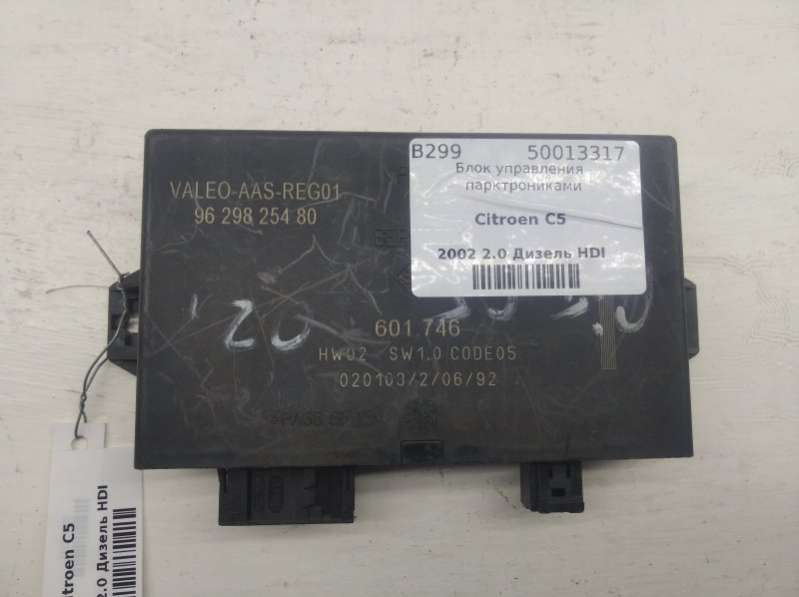 B299 50013317
Блок управления
парктрониками
Citroen C5
2002 2.0 Дизель HDI
VALEO-AAS-REG01
96 298 254 80
601 746
HW02 SW1.0 CODE05
020103/2/06/92
itroen C5
2.0 Дизель HDI